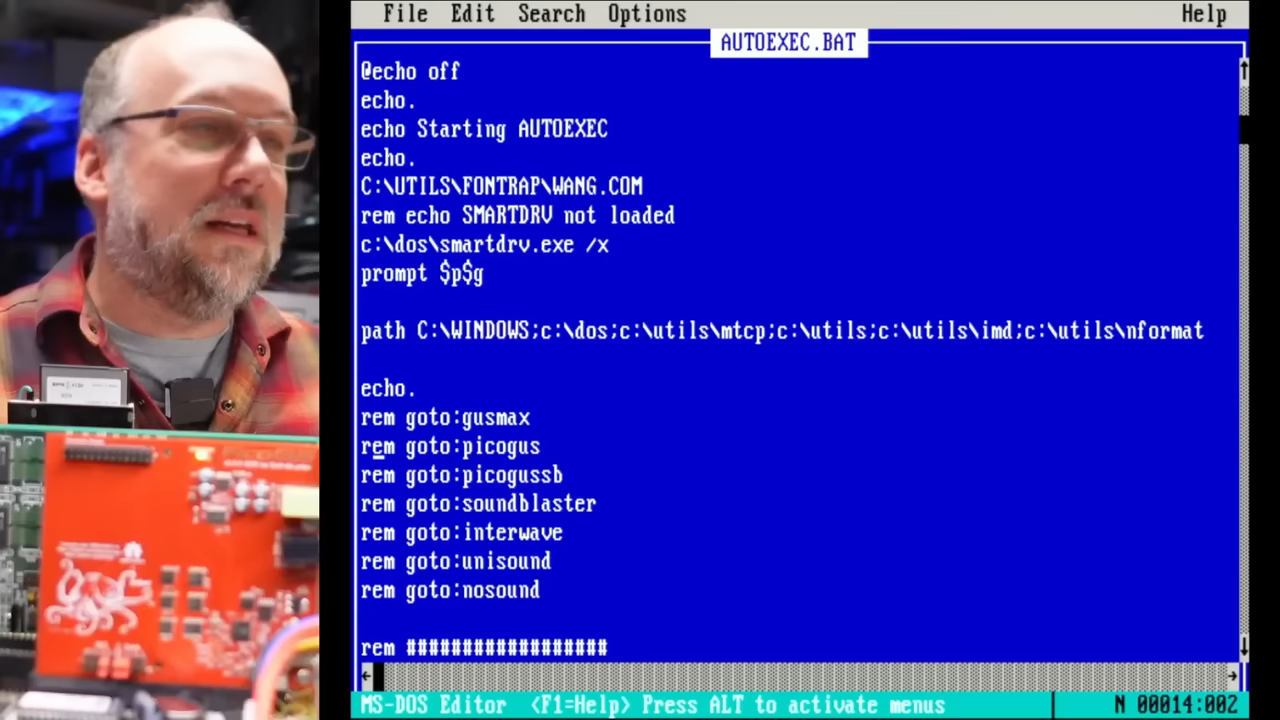 File Edit Search Options Help
AUTOEXEC.BAT
@echo off
echo.
echo Starting AUTOEXEC
echo.
C:\UTILS\FONTRAP\WANG.COM
rem echo SMARTDRV not loaded
c:\dos\smartdrv.exe /x
prompt $p$g
path C:\WINDOWS;c:\dos;c:\utils\mtcp;c:\utils;c:\utils\imd;c:\utils\nformat
echo.
rem goto:gusmax
rem goto:picogus
rem goto:picogussb
rem goto:soundblaster
rem goto:interwave
rem goto:unisound
rem goto:nosound
rem ##################
MS-DOS Editor <F1=Help> Press ALT to activate menus N 00014:002